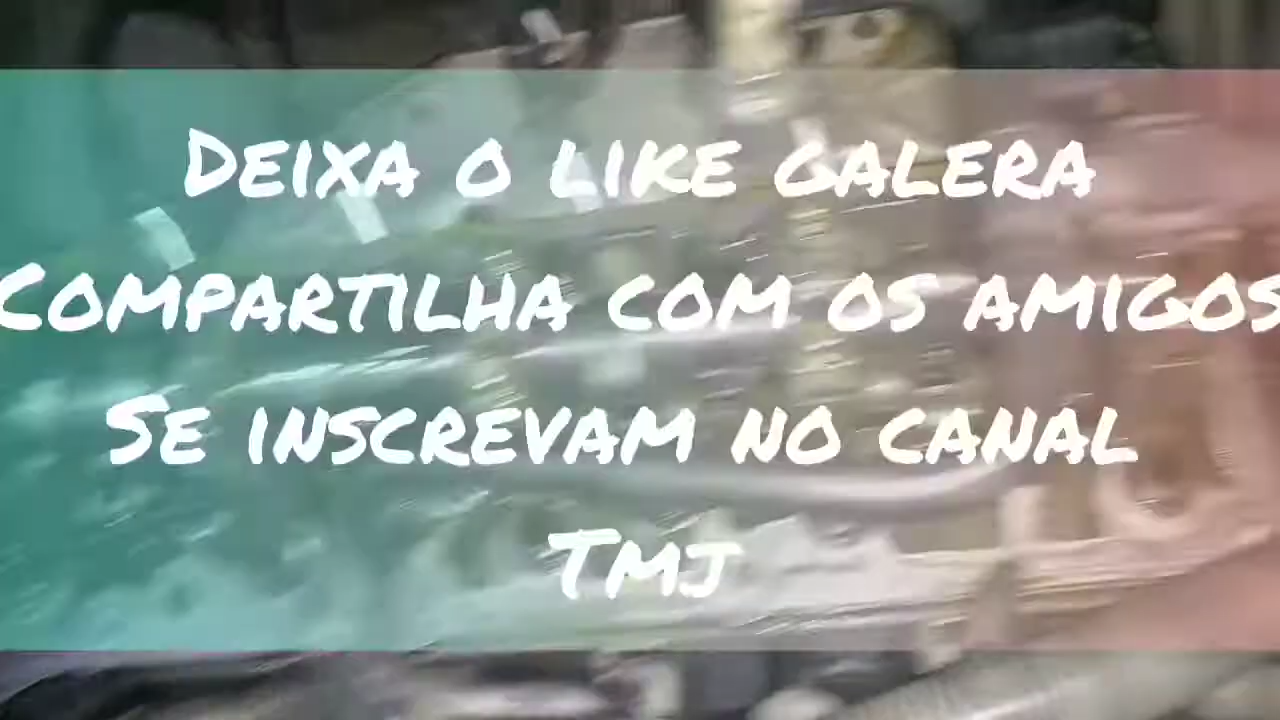 Deixa o like galera
Compartilha com os amigos
Se inscrevam no canal
Tmj